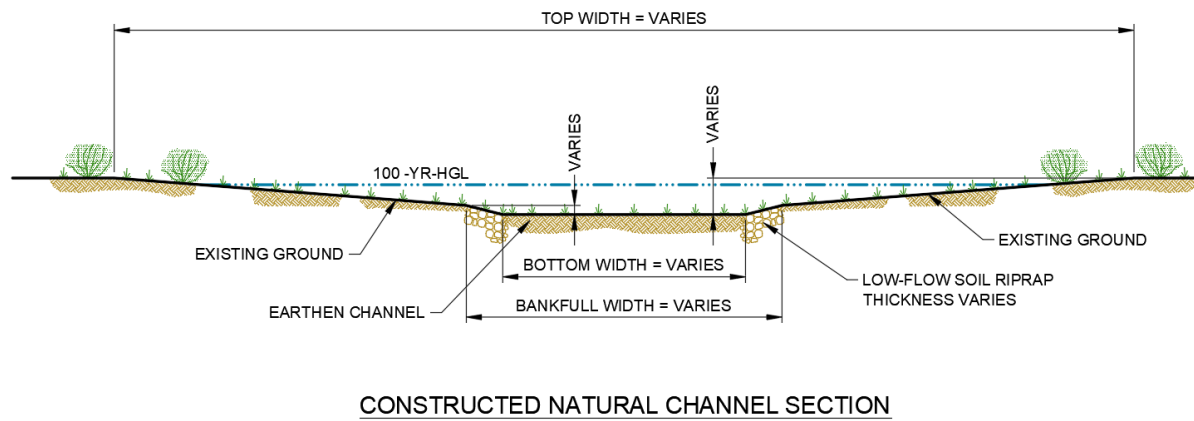 TOP WIDTH = VARIES
VARIES
VARIES
100 -YR-HGL
EXISTING GROUND
EXISTING GROUND
BOTTOM WIDTH = VARIES
LOW-FLOW SOIL RIPRAP
THICKNESS VARIES
EARTHEN CHANNEL
BANKFULL WIDTH = VARIES
CONSTRUCTED NATURAL CHANNEL SECTION